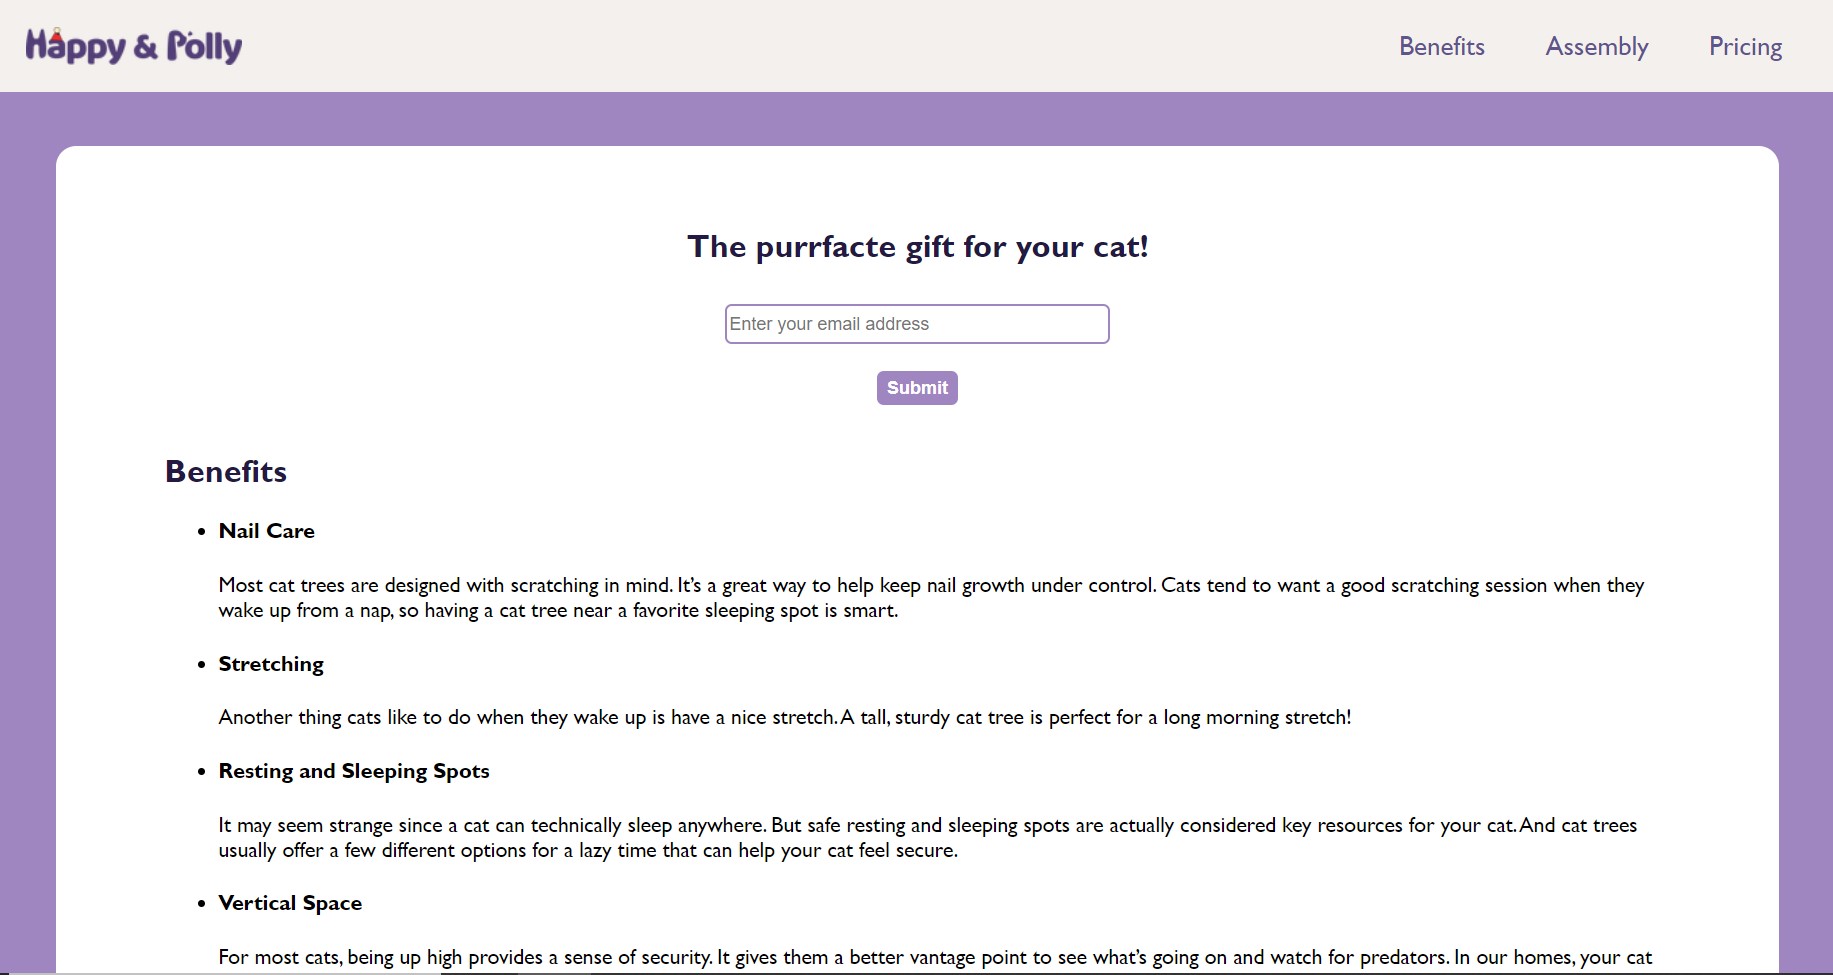 Happy & Polly
Benefits
Assembly
Pricing
The purrfacte gift for your cat!
Enter your email address
Submit
Benefits
• Nail Care
Most cat trees are designed with scratching in mind. It’s a great way to help keep nail growth under control. Cats tend to want a good scratching session when they
wake up from a nap, so having a cat tree near a favorite sleeping spot is smart.
• Stretching
Another thing cats like to do when they wake up is have a nice stretch. A tall, sturdy cat tree is perfect for a long morning stretch!
• Resting and Sleeping Spots
It may seem strange since a cat can technically sleep anywhere. But safe resting and sleeping spots are actually considered key resources for your cat. And cat trees
usually offer a few different options for a lazy time that can help your cat feel secure.
• Vertical Space
For most cats, being up high provides a sense of security. It gives them a better vantage point to see what’s going on and watch for predators. In our homes, your cat